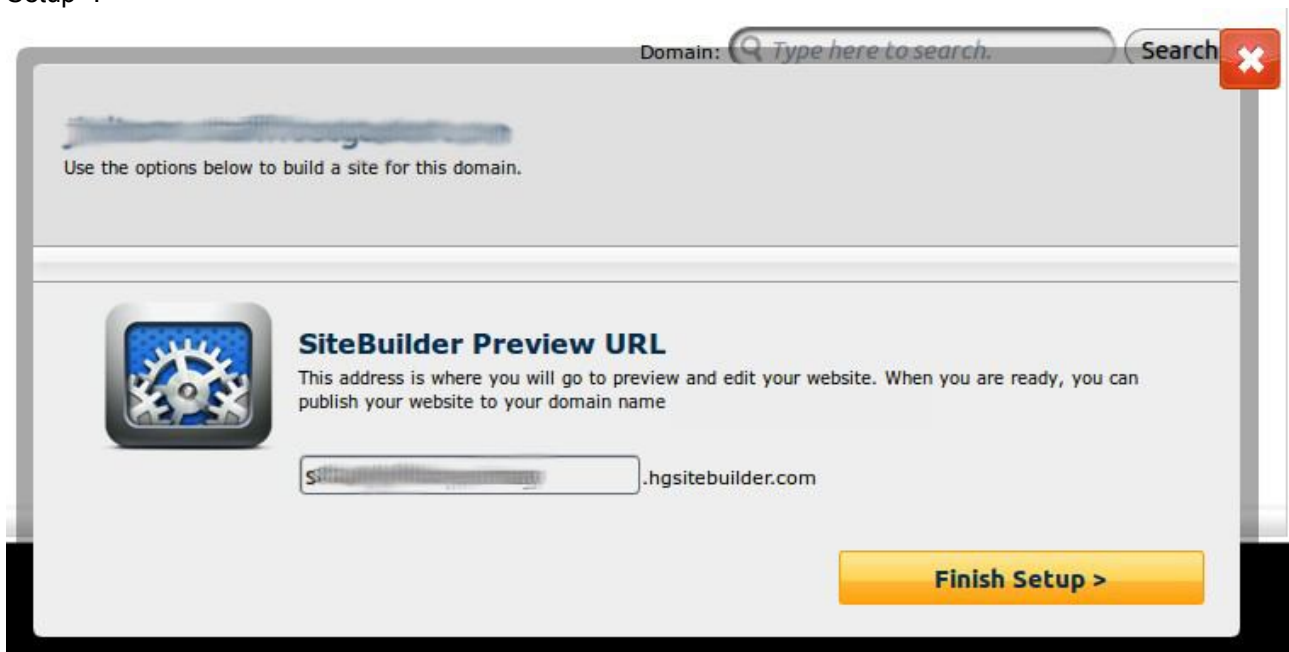 Domain: Type here to search. Search
Use the options below to build a site for this domain.
SiteBuilder Preview URL
This address is where you will go to preview and edit your website. When you are ready, you can
publish your website to your domain name
.hgsitebuilder.com
Finish Setup >